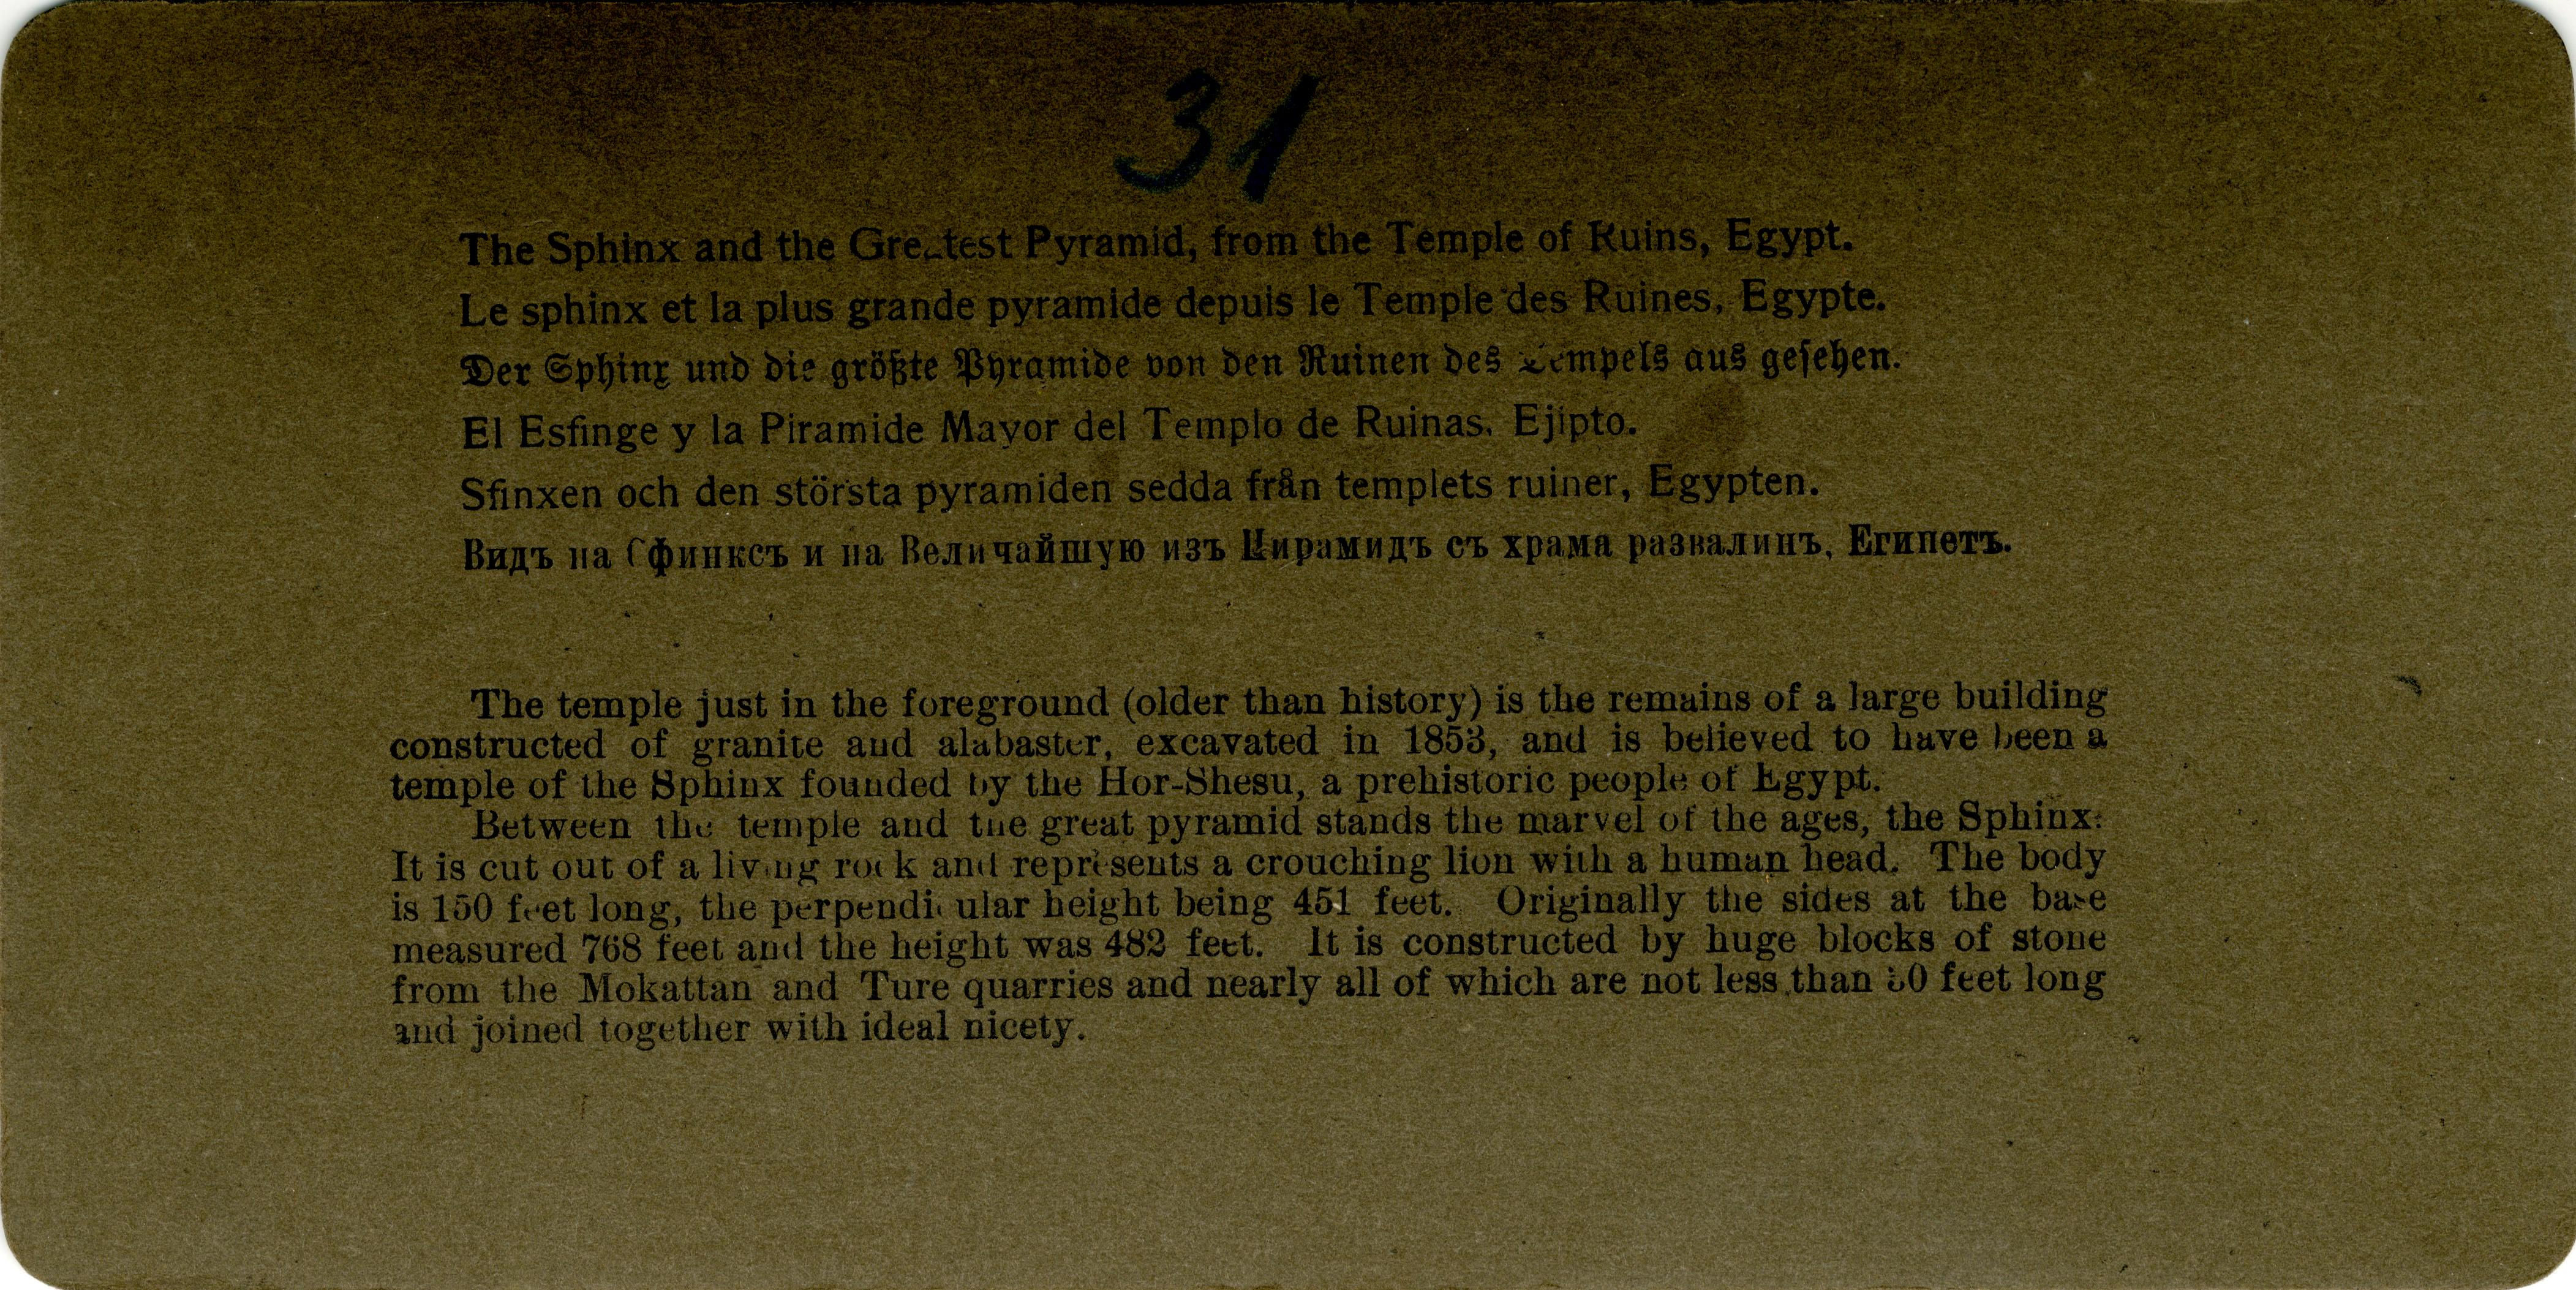 31
The Sphinx and the Greatest Pyramid, from the Temple of Ruins, Egypt.
Le sphinx et la plus grande pyramide depuis le Temple des Ruines, Egypte.
Der Sphinx und die größte Pyramide von den Ruinen des Tempels aus gesehen.
El Esfinge y la Piramide Mayor del Templo de Ruinas, Ejipto.
Sfinxen och den största pyramiden sedda från templets ruiner, Egypten.
Видъ на Сфинксъ и на Величайшую изъ Пирамидъ съ храма развалинъ, Египетъ.
The temple just in the foreground (older than history) is the remains of a large building
constructed of granite and alabaster, excavated in 1853, and is believed to have been a
temple of the Sphinx founded by the Hor-Shesu, a prehistoric people of Egypt.
Between the temple and the great pyramid stands the marvel of the ages, the Sphinx.
It is cut out of a living rock and represents a crouching lion with a human head. The body
is 150 feet long, the perpendicular height being 451 feet. Originally the sides at the base
measured 768 feet and the height was 482 feet. It is constructed by huge blocks of stone
from the Mokattan and Ture quarries and nearly all of which are not less than feet long
and joined together with ideal nicety.